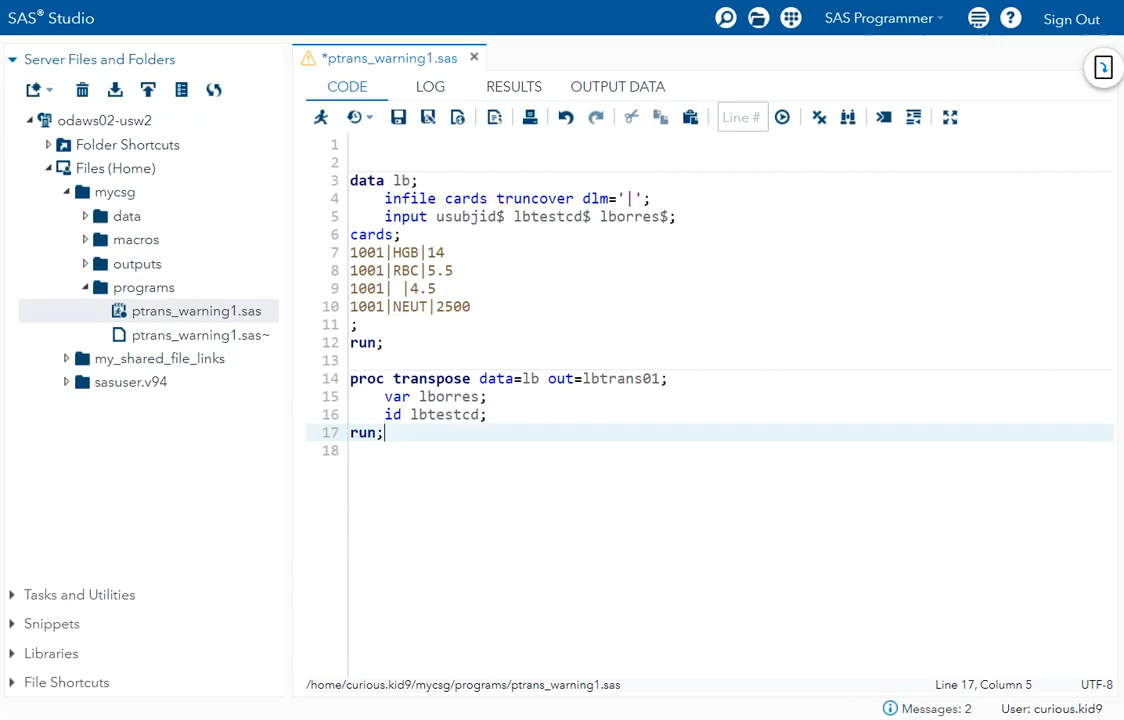 SAS® Studio
SAS Programmer
Sign Out
Server Files and Folders
odaws02-usw2
Folder Shortcuts
Files (Home)
mycsg
data
macros
outputs
programs
ptrans_warning1.sas
ptrans_warning1.sas~
my_shared_file_links
sasuser.v94
Tasks and Utilities
Snippets
Libraries
File Shortcuts
*ptrans_warning1.sas
CODE LOG RESULTS OUTPUT DATA
Line #
1
2
3 data lb;
4 infile cards truncover dlm='|';
5 input usubjid$ lbtestcd$ lborres$;
6 cards;
7 1001|HGB|14
8 1001|RBC|5.5
9 1001| |4.5
10 1001|NEUT|2500
11 ;
12 run;
13
14 proc transpose data=lb out=lbtrans01;
15 var lborres;
16 id lbtestcd;
17 run;
18
/home/curious.kid9/mycsg/programs/ptrans_warning1.sas
Line 17, Column 5
UTF-8
Messages: 2
User: curious.kid9